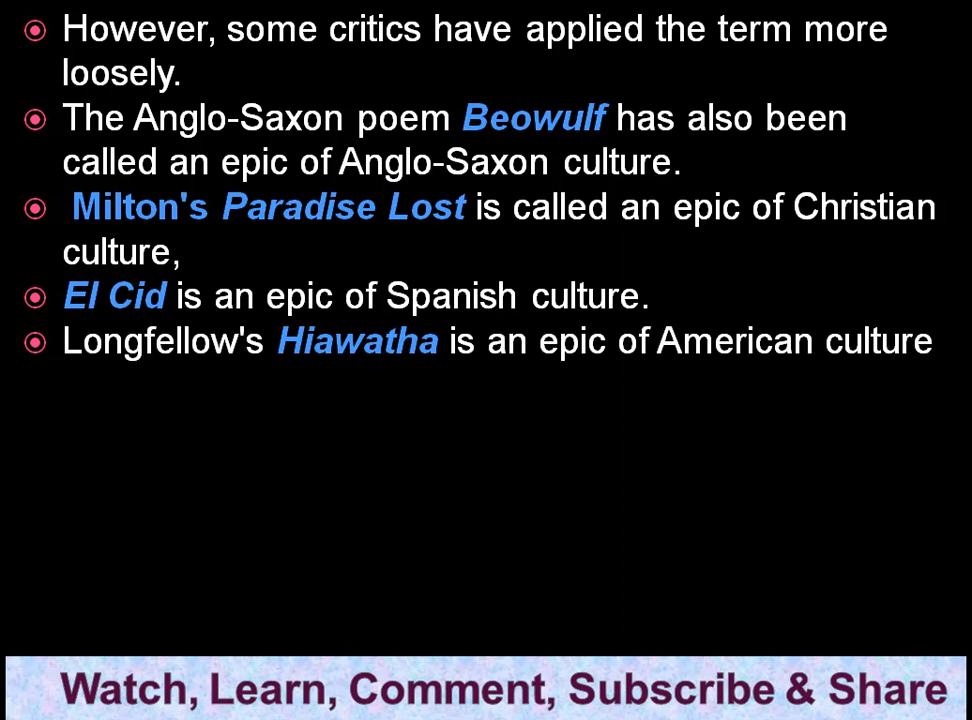 However, some critics have applied the term more
loosely.
The Anglo-Saxon poem Beowulf has also been
called an epic of Anglo-Saxon culture.
Milton's Paradise Lost is called an epic of Christian
culture,
El Cid is an epic of Spanish culture.
Longfellow's Hiawatha is an epic of American culture
Watch, Learn, Comment, Subscribe & Share